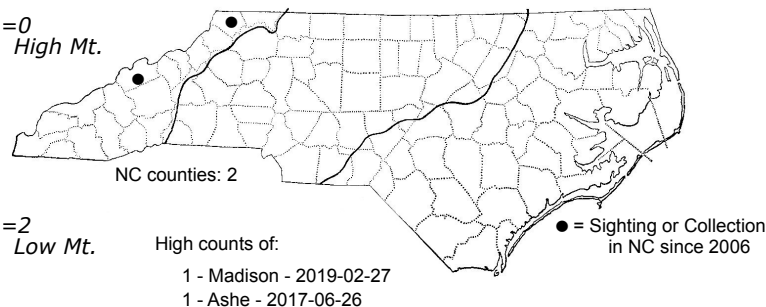 =0
High Mt.
NC counties: 2
=2
Low Mt.
High counts of:
1 - Madison - 2019-02-27
1 - Ashe - 2017-06-26
● = Sighting or Collection
in NC since 2006